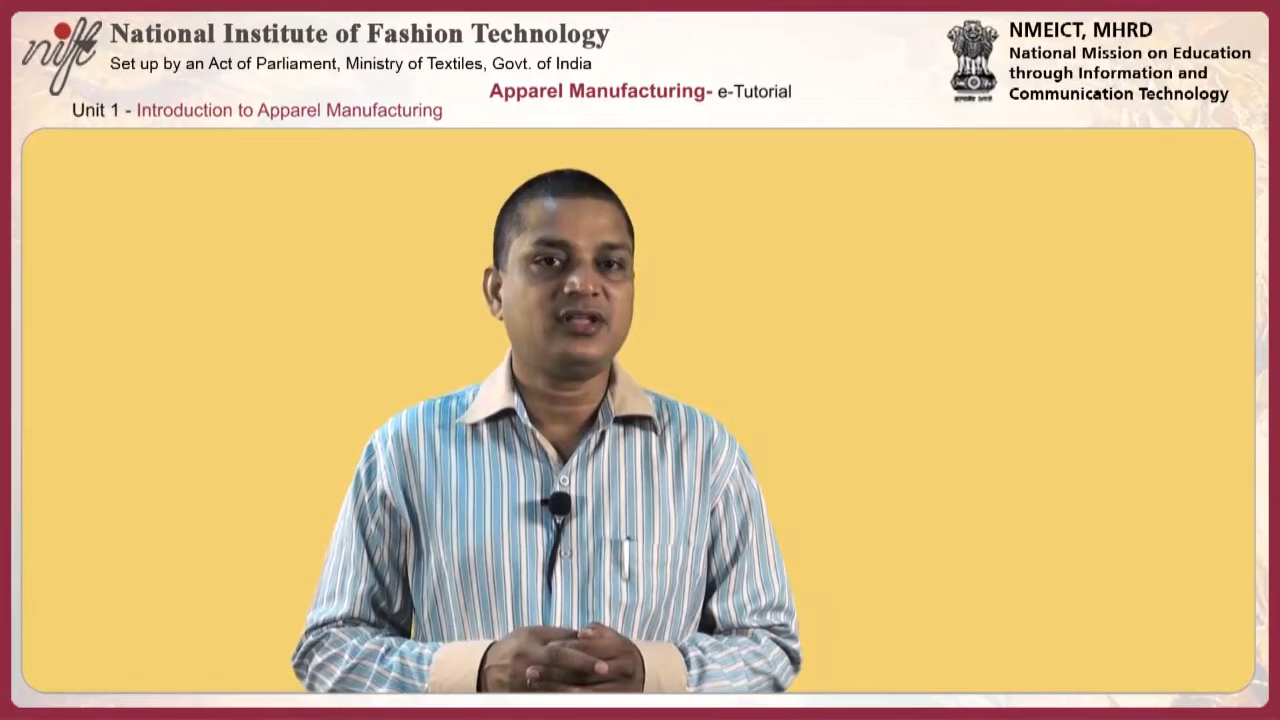 nift
National Institute of Fashion Technology
Set up by an Act of Parliament, Ministry of Textiles, Govt. of India
NMEICT, MHRD
National Mission on Education
through Information and
Communication Technology
Apparel Manufacturing- e-Tutorial
Unit 1 - Introduction to Apparel Manufacturing